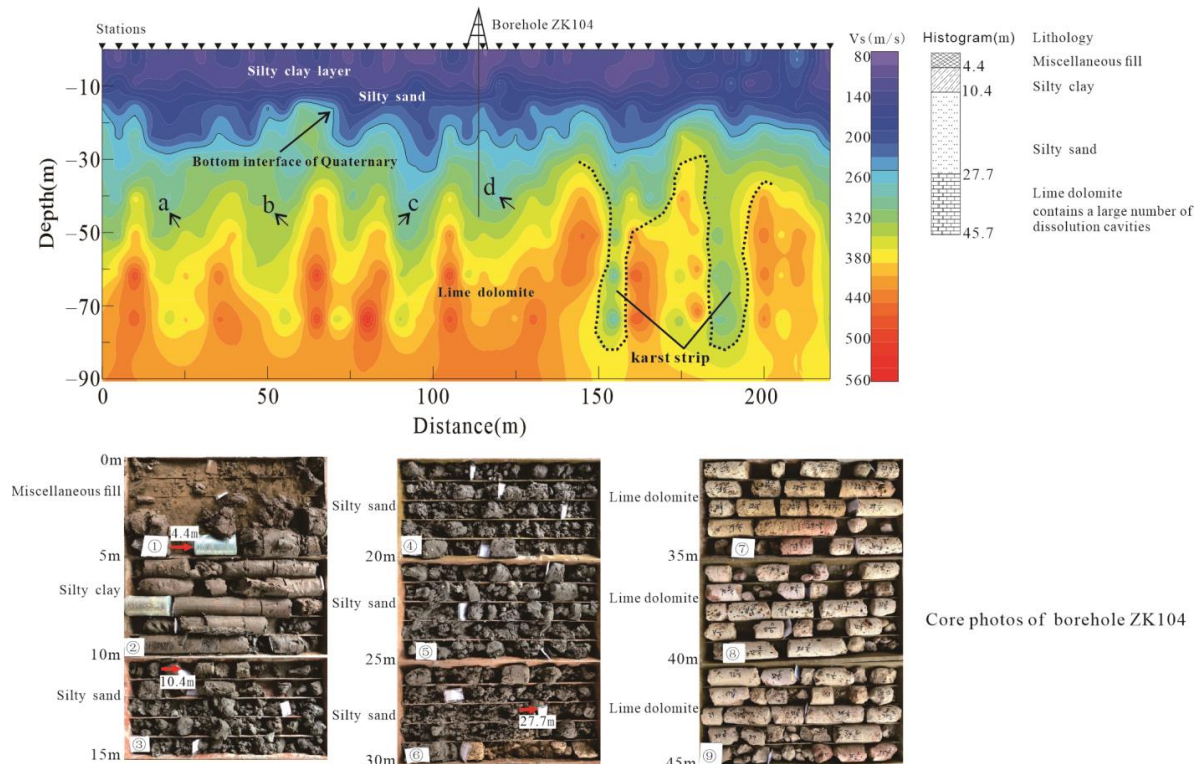 Stations
Borehole ZK104
Silty clay layer
Silty sand
Bottom interface of Quaternary
a
b
c
d
Lime dolomite
karst strip
Depth(m)
−10
−30
−50
−70
−90
0
50
100
150
200
Distance(m)
Vs(m/s)
80
140
200
260
320
380
440
500
560
Histogram(m)
Lithology
Miscellaneous fill
4.4
Silty clay
10.4
Silty sand
27.7
Lime dolomite
contains a large number of
dissolution cavities
45.7
0m
Miscellaneous fill
4.4m
①
5m
Silty clay
②
10m
10.4m
Silty sand
③
15m
Silty sand
④
20m
Silty sand
⑤
25m
Silty sand
27.7m
⑥
30m
Lime dolomite
⑦
35m
Lime dolomite
⑧
40m
Lime dolomite
⑨
45m
Core photos of borehole ZK104